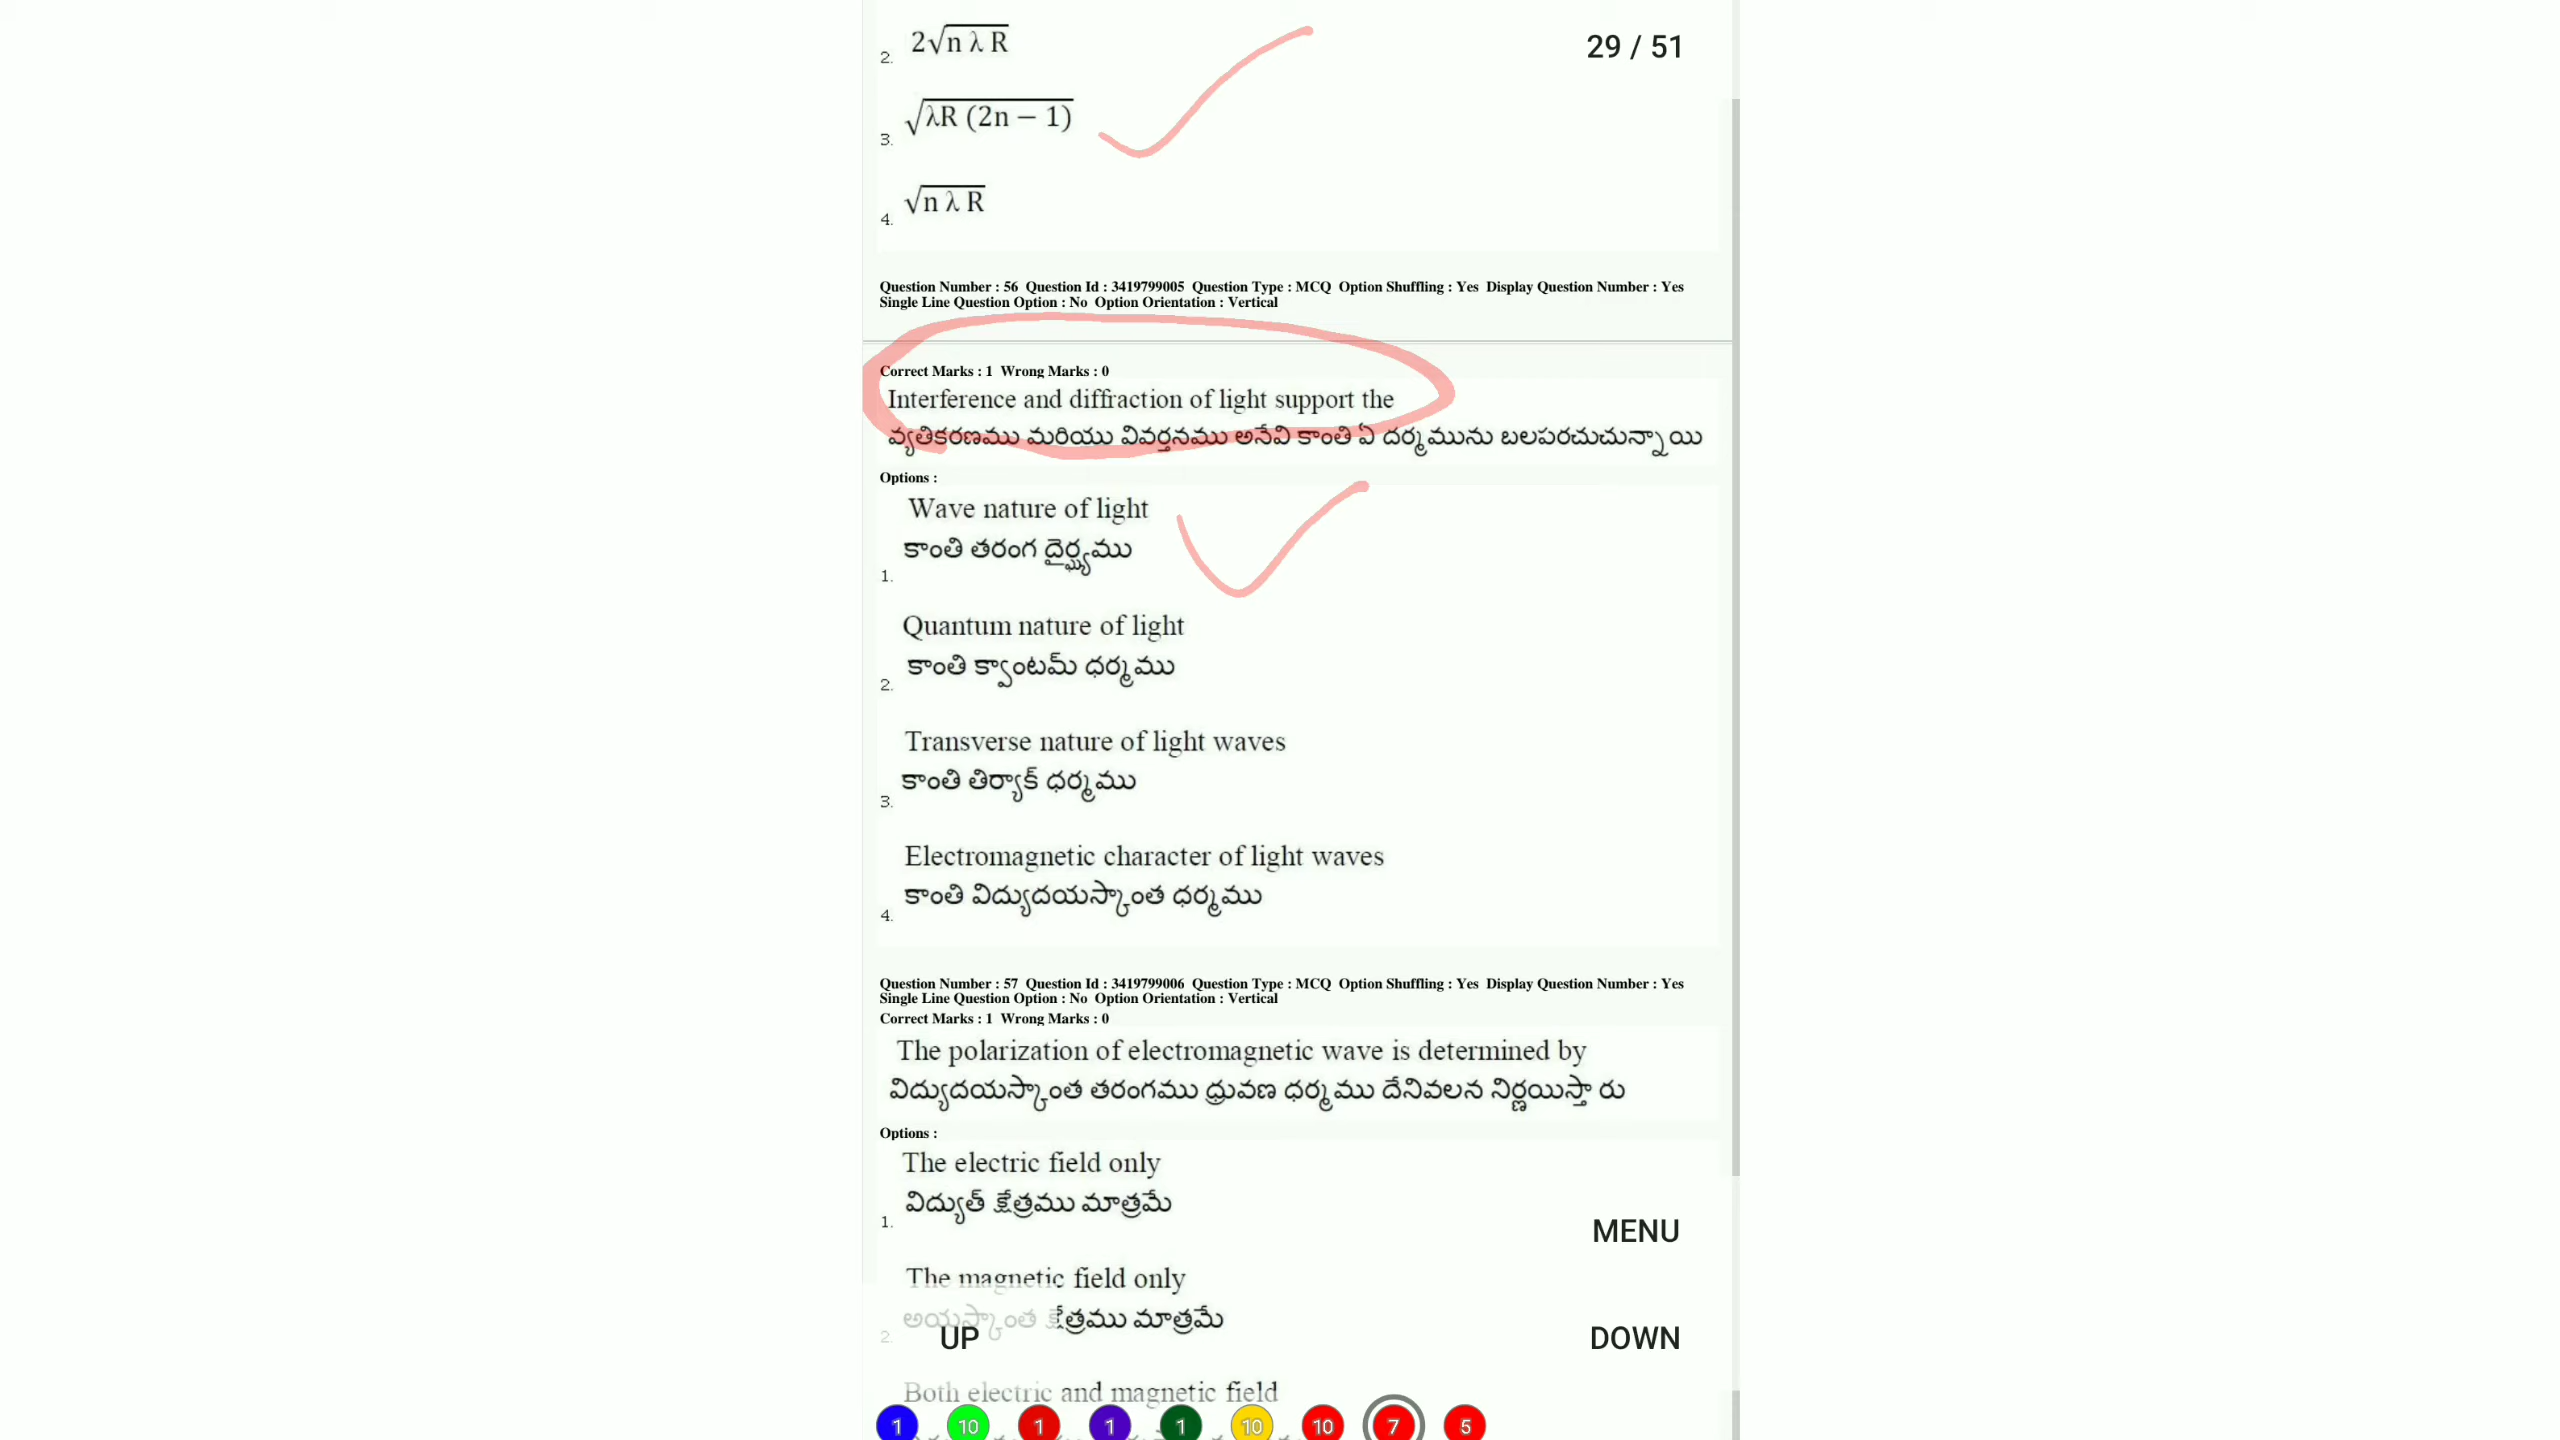 29 / 51
2. 2√n λ R
3. √λR (2n − 1)
4. √n λ R
Question Number : 56 Question Id : 3419799005 Question Type : MCQ Option Shuffling : Yes Display Question Number : Yes
Single Line Question Option : No Option Orientation : Vertical
Correct Marks : 1 Wrong Marks : 0
Interference and diffraction of light support the
వ్యతికరణము మరియు వివర్తనము అనేవి కాంతి ఏ దర్మమును బలపరచుచున్నాయి
Options :
Wave nature of light
కాంతి తరంగ దైర్ఘ్యము
1.
Quantum nature of light
కాంతి క్వాంటమ్ ధర్మము
2.
Transverse nature of light waves
కాంతి తిర్యాక్ ధర్మము
3.
Electromagnetic character of light waves
కాంతి విద్యుదయస్కాంత ధర్మము
4.
Question Number : 57 Question Id : 3419799006 Question Type : MCQ Option Shuffling : Yes Display Question Number : Yes
Single Line Question Option : No Option Orientation : Vertical
Correct Marks : 1 Wrong Marks : 0
The polarization of electromagnetic wave is determined by
విద్యుదయస్కాంత తరంగము ధ్రువణ ధర్మము దేనివలన నిర్ణయిస్తా రు
Options :
The electric field only
విద్యుత్ క్షేత్రము మాత్రమే
1.
MENU
The magnetic field only
అయస్కాంత క్షేత్రము మాత్రమే
2.
UP DOWN
Both electric and magnetic field
1 10 1 1 1 10 10 7 5